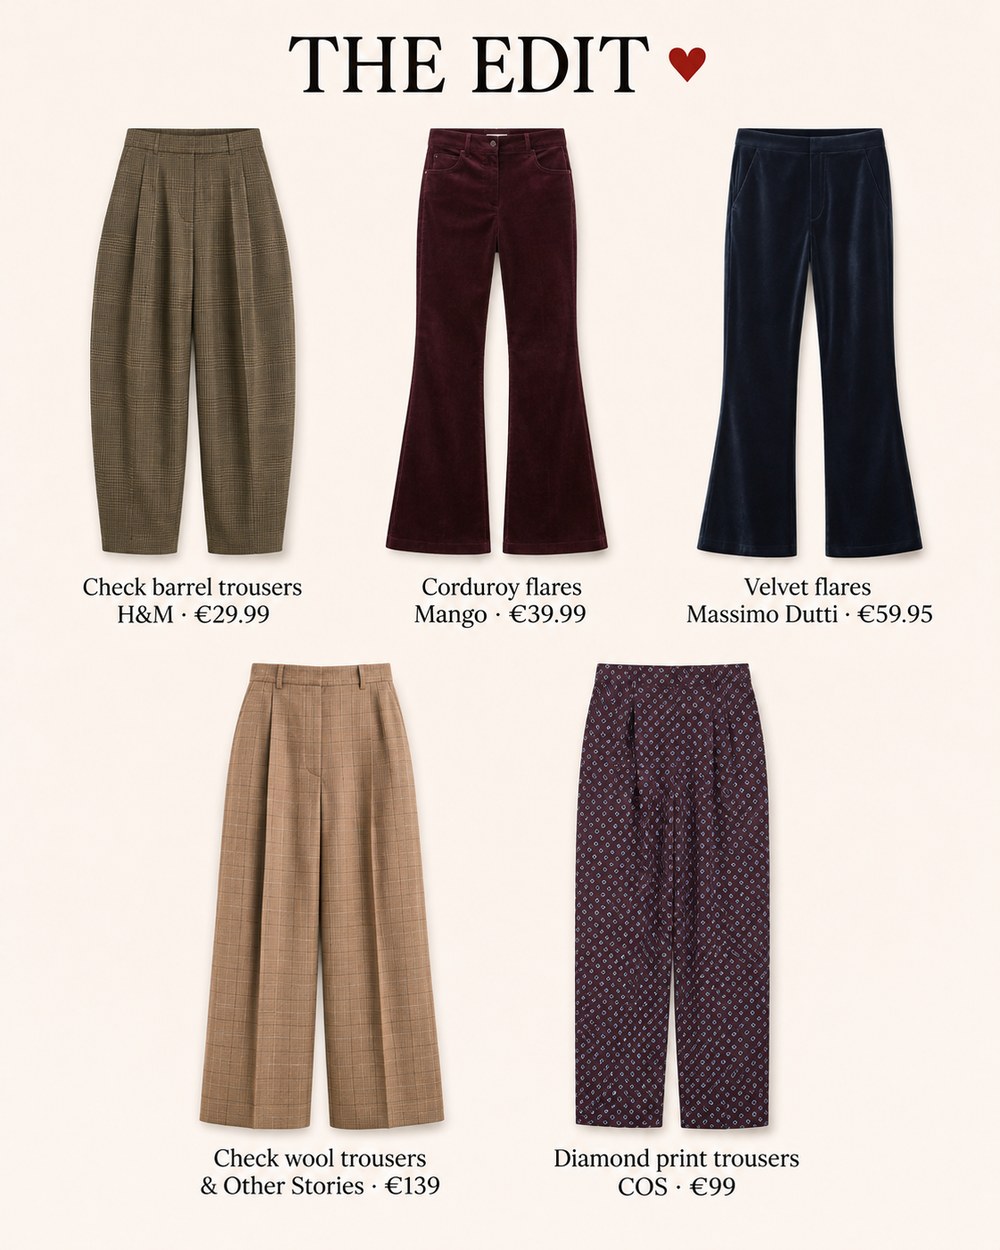 THE EDIT
Check barrel trousers
H&M · €29.99
Corduroy flares
Mango · €39.99
Velvet flares
Massimo Dutti · €59.95
Check wool trousers
& Other Stories · €139
Diamond print trousers
COS · €99